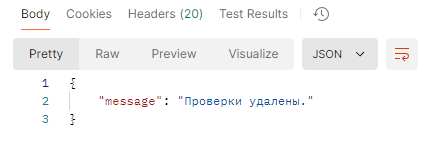 Body Cookies Headers (20) Test Results
Pretty Raw Preview Visualize JSON
1 {
2 "message": "Проверки удалены."
3 }